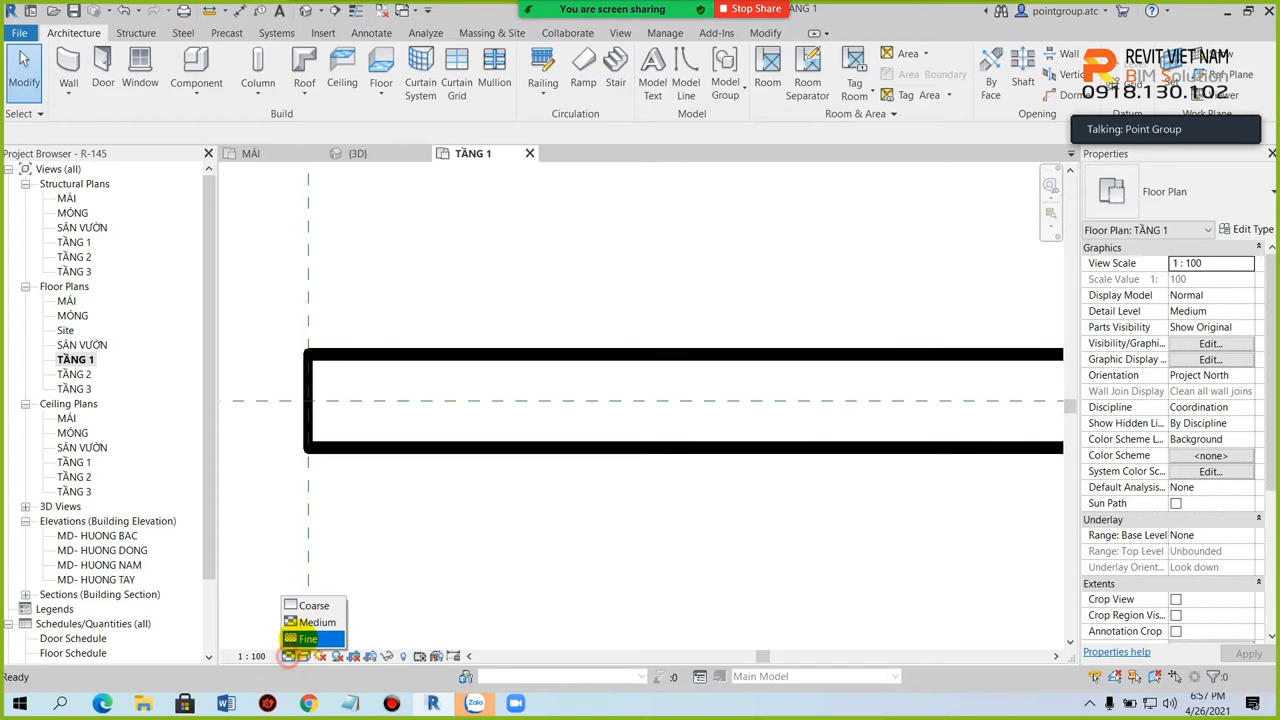 You are screen sharing
Stop Share
TẦNG 1
pointgroup.atc
File
Architecture
Structure
Steel
Precast
Systems
Insert
Annotate
Analyze
Massing & Site
Collaborate
View
Manage
Add-Ins
Modify
Modify
Wall
Door
Window
Component
Column
Roof
Ceiling
Floor
Curtain System
Curtain Grid
Mullion
Railing
Ramp
Stair
Model Text
Model Line
Model Group
Room
Room Separator
Tag Room
Area
Area Boundary
Tag Area
By Face
Shaft
Wall
REVIT VIET NAM
BIM Solution
0918.130.102
Select
Build
Circulation
Model
Room & Area
Opening
Datum
Work Plane
Talking: Point Group
Project Browser - R-145
MÁI
{3D}
TẦNG 1
Properties
Views (all)
Structural Plans
MÁI
MÓNG
SÂN VƯỜN
TẦNG 1
TẦNG 2
TẦNG 3
Floor Plans
MÁI
MÓNG
Site
SÂN VƯỜN
TẦNG 1
TẦNG 2
TẦNG 3
Ceiling Plans
MÁI
MÓNG
SÂN VƯỜN
TẦNG 1
TẦNG 2
TẦNG 3
3D Views
Elevations (Building Elevation)
MD- HUONG BAC
MD- HUONG DONG
MD- HUONG NAM
MD- HUONG TAY
Sections (Building Section)
Legends
Schedules/Quantities (all)
Door Schedule
Floor Schedule
Coarse
Medium
Fine
1 : 100
Floor Plan
Floor Plan: TẦNG 1
Edit Type
Graphics
View Scale 1 : 100
Scale Value 1: 100
Display Model Normal
Detail Level Medium
Parts Visibility Show Original
Visibility/Graphi... Edit...
Graphic Display ... Edit...
Orientation Project North
Wall Join Display Clean all wall joins
Discipline Coordination
Show Hidden Li... By Discipline
Color Scheme L... Background
Color Scheme <none>
System Color Sc... Edit...
Default Analysis... None
Sun Path
Underlay
Range: Base Level None
Range: Top Level Unbounded
Underlay Orient... Look down
Extents
Crop View
Crop Region Vis...
Annotation Crop
Properties help
Apply
Ready
:0
Main Model
:0
6:57 PM
4/26/2021